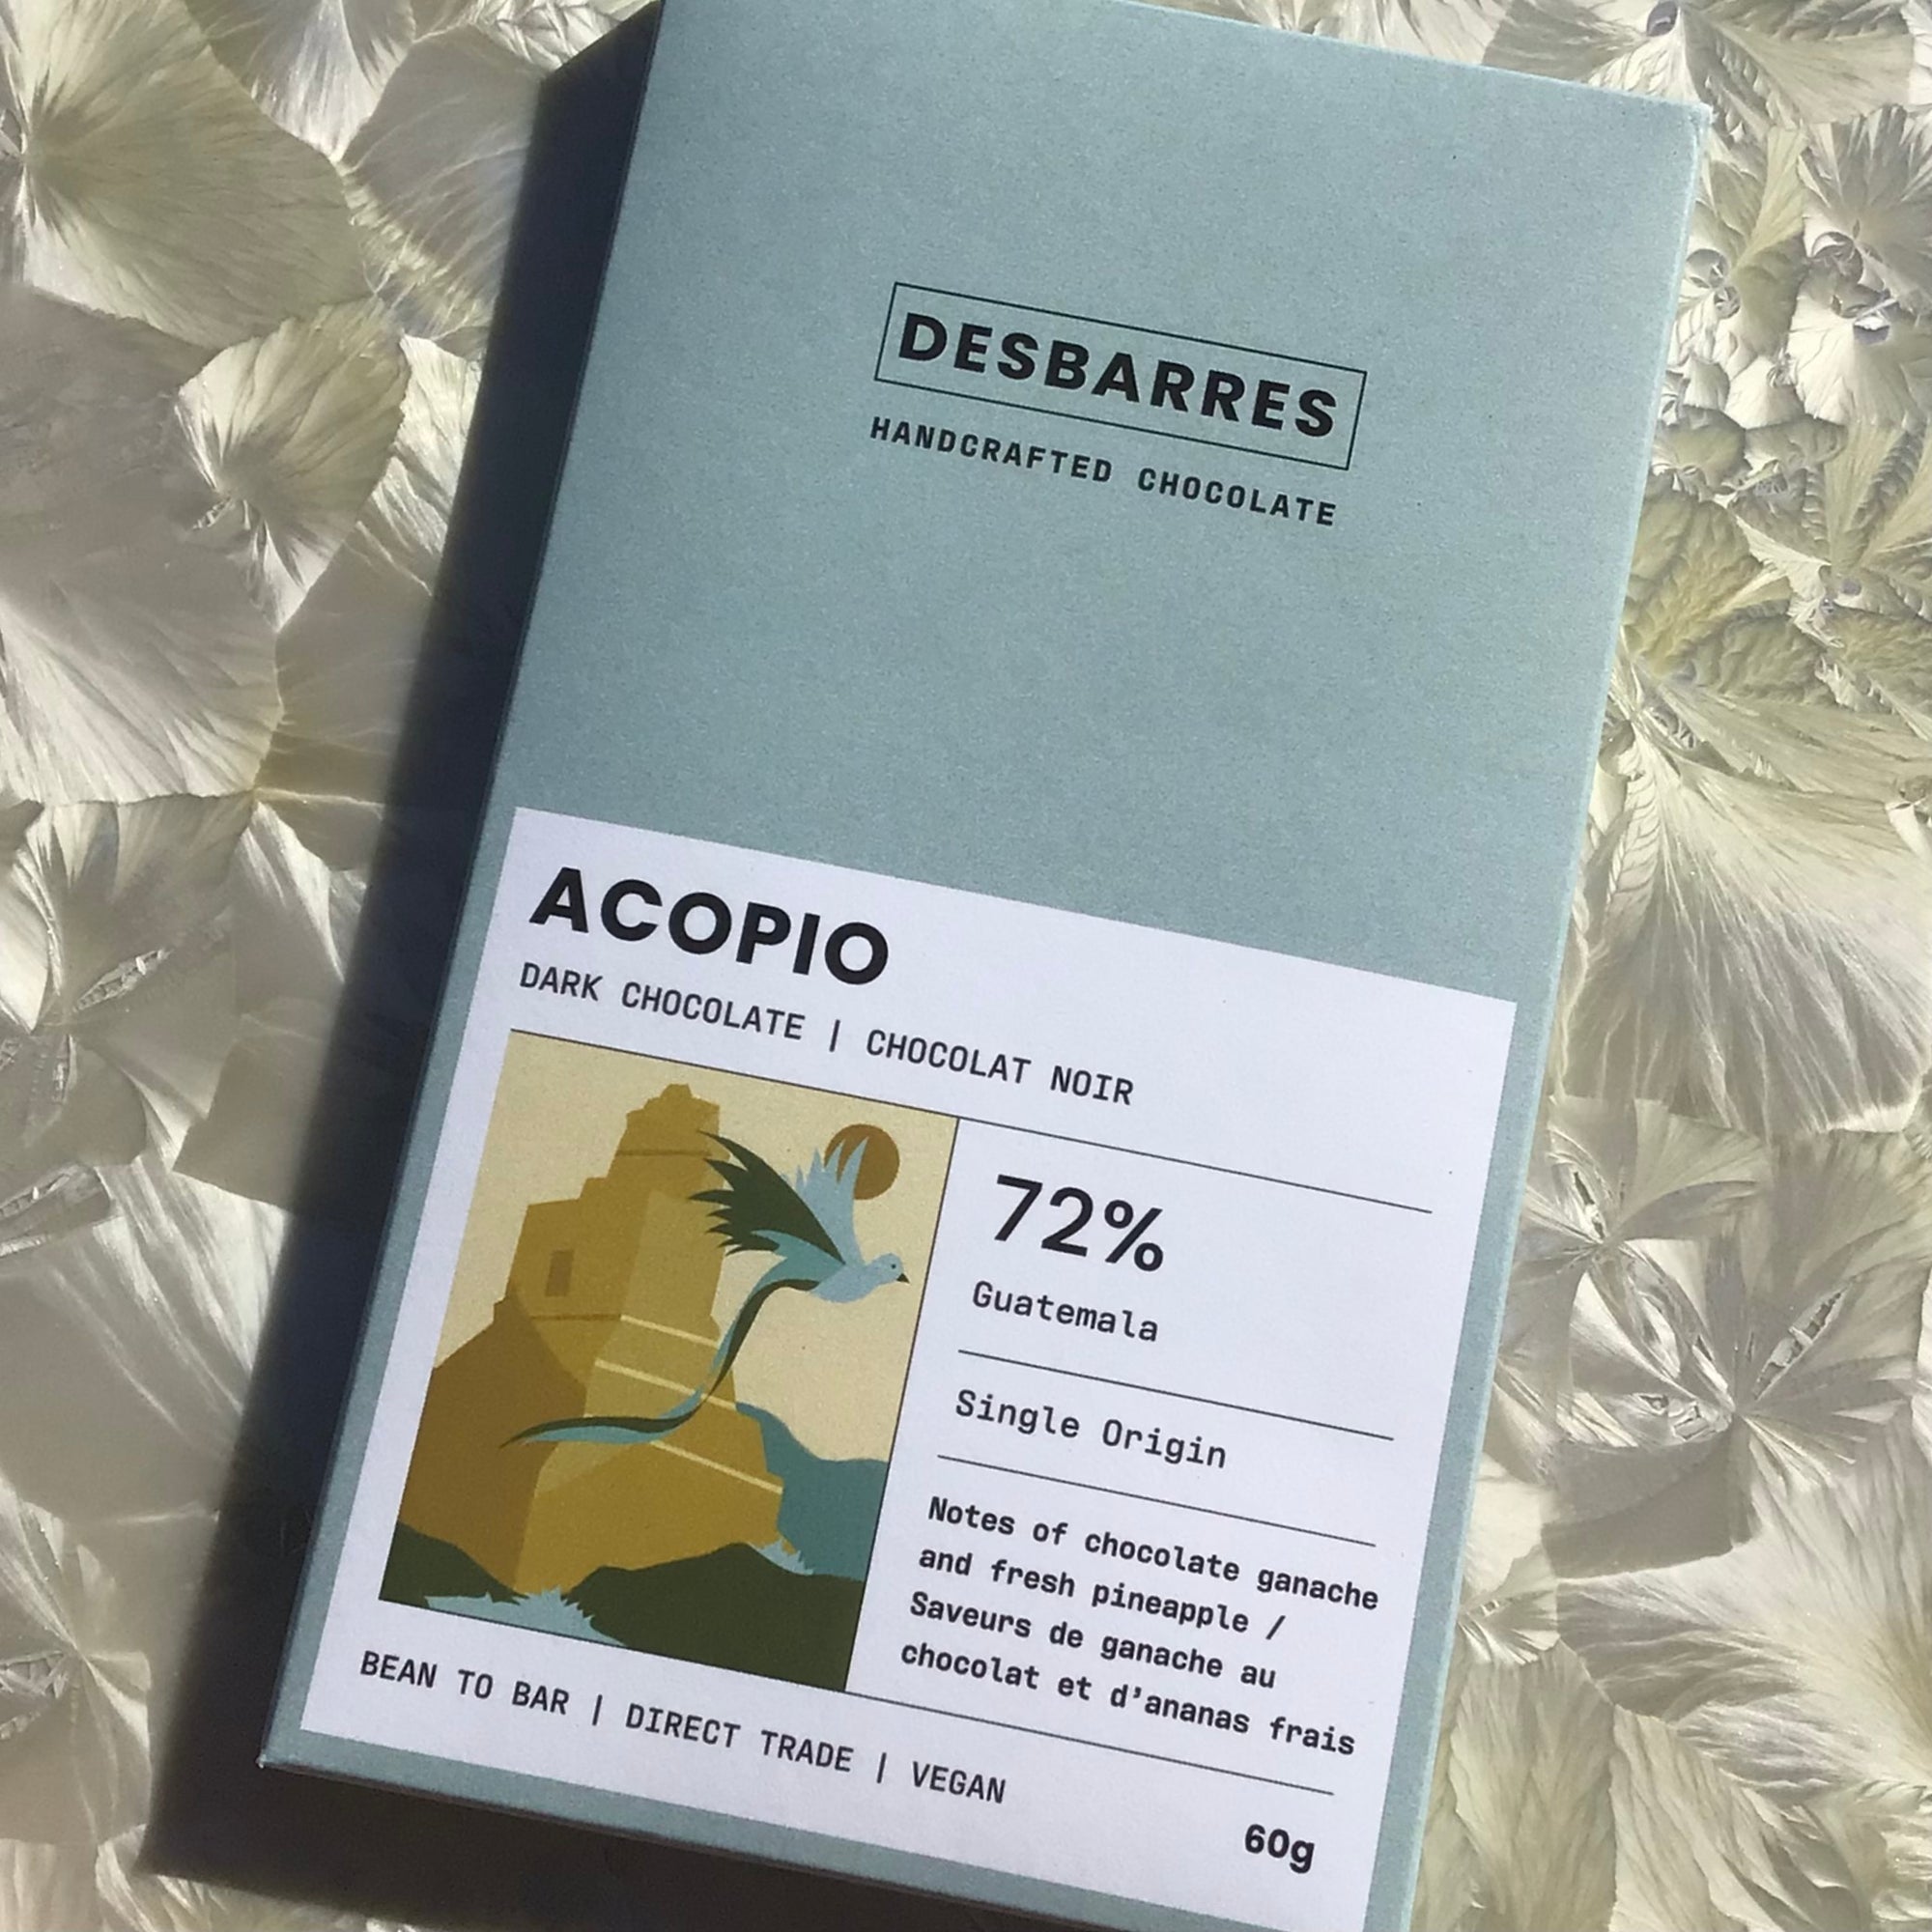 DESBARRES
HANDCRAFTED CHOCOLATE
ACOPIO
DARK CHOCOLATE | CHOCOLAT NOIR
72%
Guatemala
Single Origin
Notes of chocolate ganache
and fresh pineapple /
Saveurs de ganache au
chocolat et d’ananas frais
BEAN TO BAR | DIRECT TRADE | VEGAN
60g